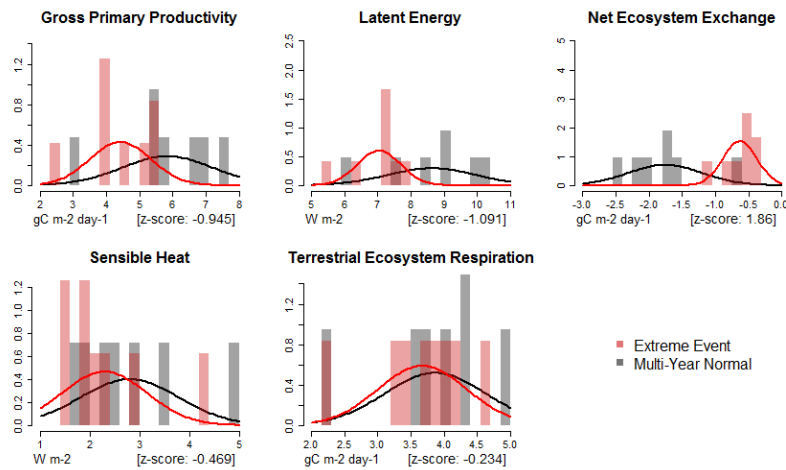 Gross Primary Productivity
0.0 0.4 0.8 1.2
2 3 4 5 6 7 8
gC m-2 day-1 [z-score: -0.945]
Latent Energy
0.0 0.5 1.0 1.5 2.0 2.5
5 6 7 8 9 10 11
W m-2 [z-score: -1.091]
Net Ecosystem Exchange
0 1 2 3 4 5
-3.0 -2.5 -2.0 -1.5 -1.0 -0.5 0.0
gC m-2 day-1 [z-score: 1.86]
Sensible Heat
0.0 0.2 0.4 0.6 0.8 1.2
1 2 3 4 5
W m-2 [z-score: -0.469]
Terrestrial Ecosystem Respiration
0.0 0.4 0.8 1.2
2.0 2.5 3.0 3.5 4.0 4.5 5.0
gC m-2 day-1 [z-score: -0.234]
Extreme Event
Multi-Year Normal